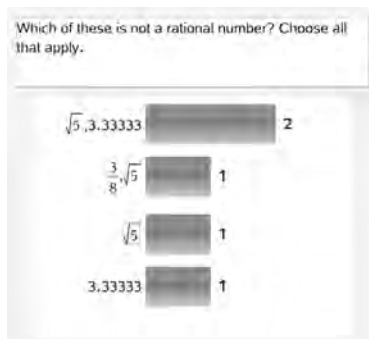 Which of these is not a rational number? Choose all
that apply.
√5,3.33333 2
3/8,√5 1
√5 1
3.33333 1